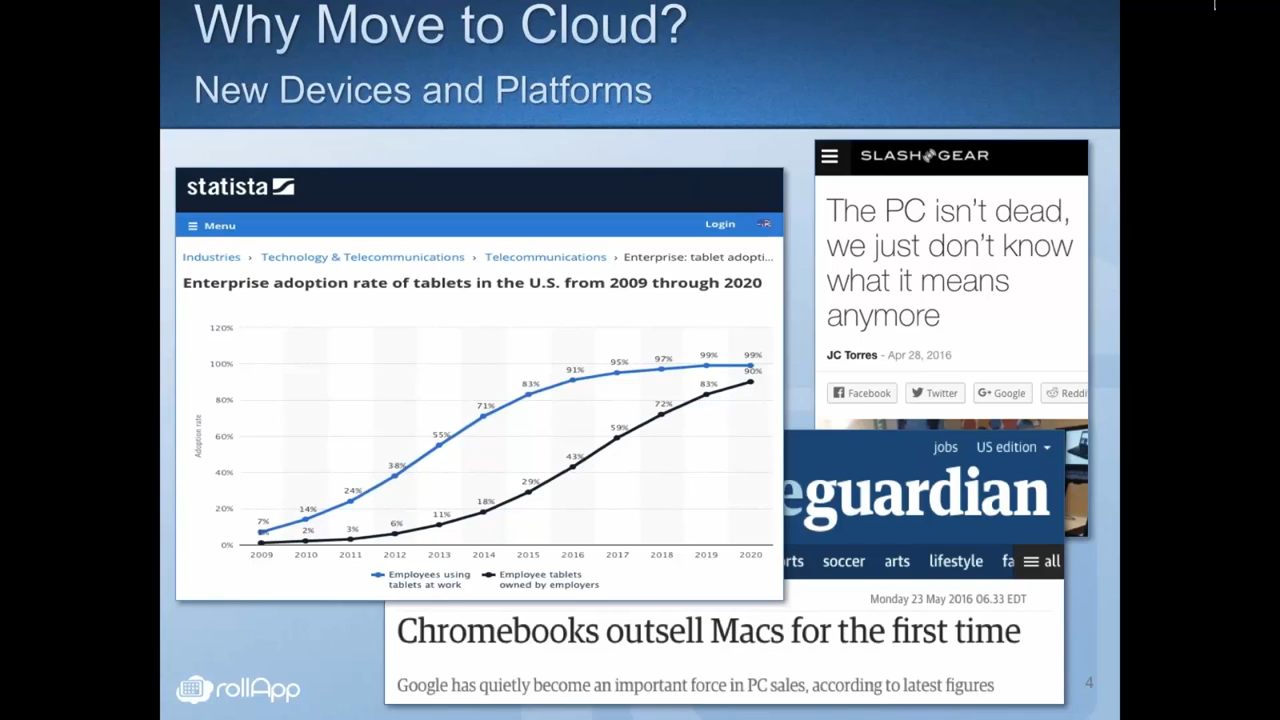 Why Move to Cloud?
New Devices and Platforms
statista
Menu
Login
Industries › Technology & Telecommunications › Telecommunications › Enterprise: tablet adopti...
Enterprise adoption rate of tablets in the U.S. from 2009 through 2020
Adoption rate
120%
100%
80%
60%
40%
20%
0%
7% 14% 24% 38% 55% 71% 83% 91% 95% 97% 99% 99%
2% 3% 6% 11% 18% 29% 43% 59% 72% 83% 90%
2009 2010 2011 2012 2013 2014 2015 2016 2017 2018 2019 2020
Employees using
tablets at work
Employee tablets
owned by employers
SLASHGEAR
The PC isn't dead,
we just don't know
what it means
anymore
JC Torres - Apr 28, 2016
Facebook Twitter G+ Google Reddi
jobs US edition
eguardian
rts soccer arts lifestyle fa all
Monday 23 May 2016 06.33 EDT
Chromebooks outsell Macs for the first time
Google has quietly become an important force in PC sales, according to latest figures
rollApp
4